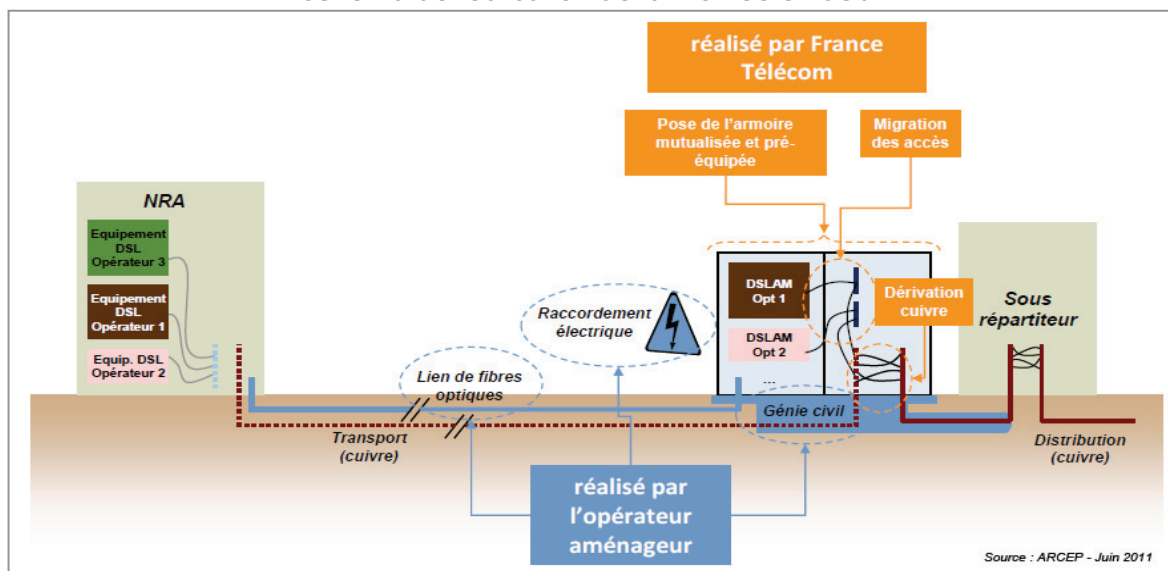 réalisé par France
Télécom
Pose de l'armoire
mutualisée et pré-
équipée
Migration
des accès
NRA
Equipement
DSL
Opérateur 3
Equipement
DSL
Opérateur 1
Equip. DSL
Opérateur 2
Raccordement
électrique
DSLAM
Opt 1
DSLAM
Opt 2
...
Dérivation
cuivre
Sous
répartiteur
Lien de fibres
optiques
Génie civil
Transport
(cuivre)
Distribution
(cuivre)
réalisé par
l'opérateur
aménageur
Source : ARCEP - Juin 2011